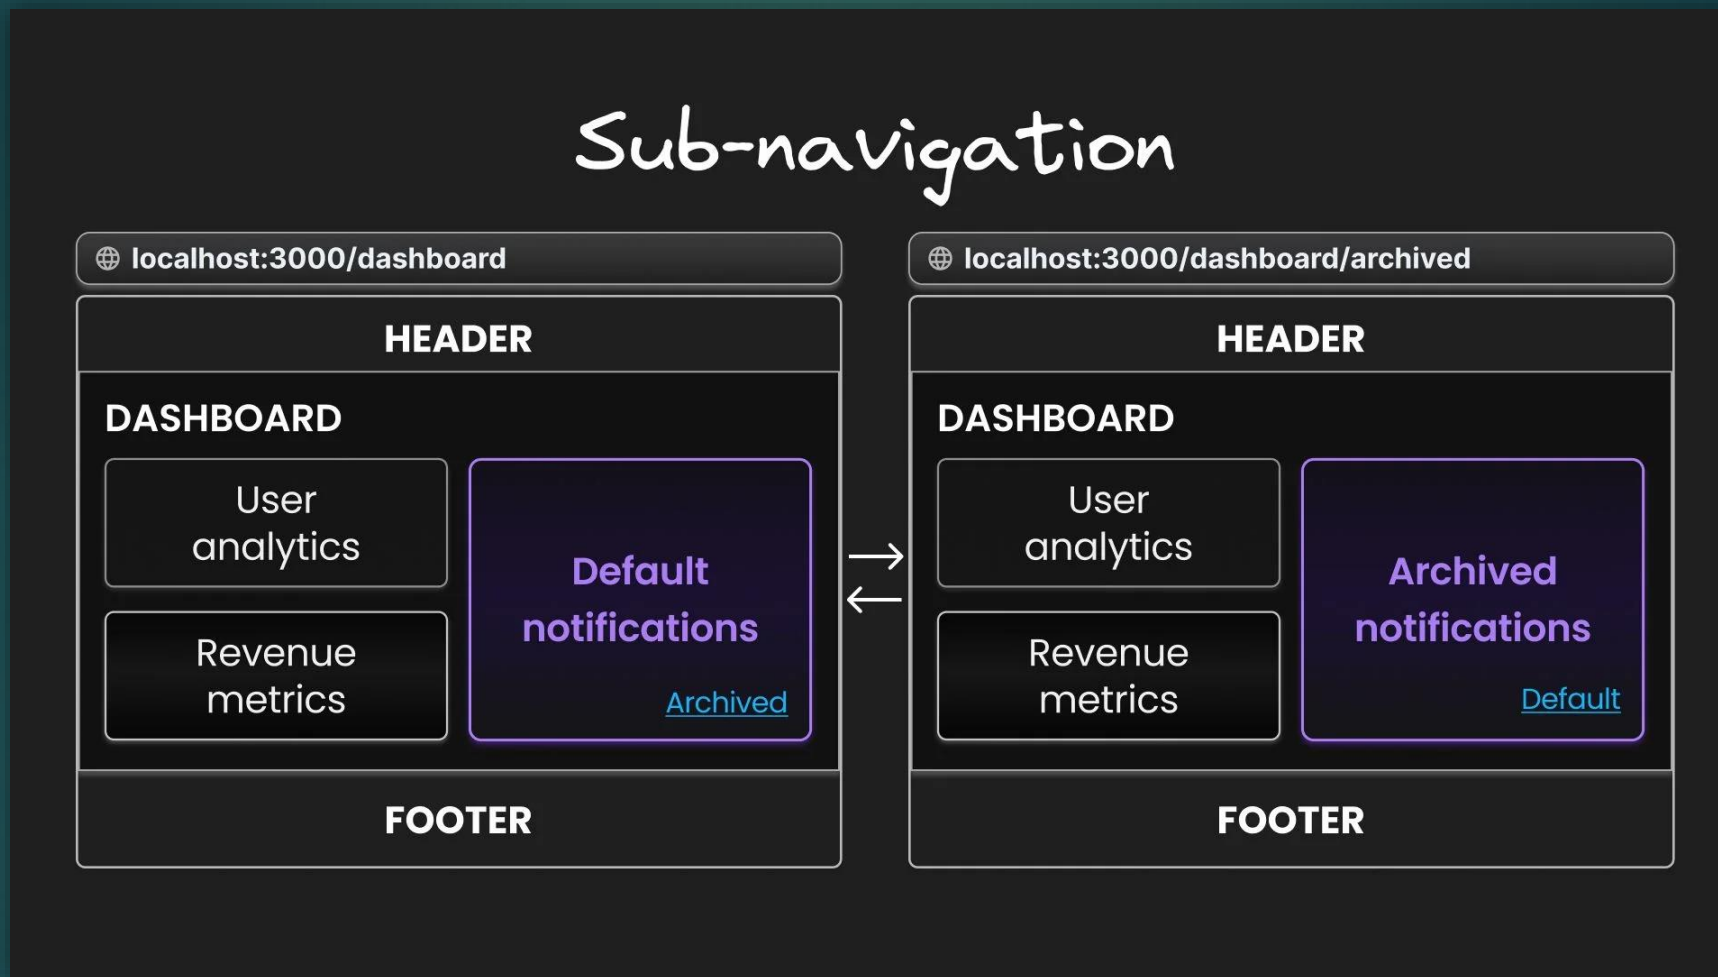 Sub-navigation
localhost:3000/dashboard
HEADER
DASHBOARD
User
analytics
Revenue
metrics
Default
notifications
Archived
FOOTER
localhost:3000/dashboard/archived
HEADER
DASHBOARD
User
analytics
Revenue
metrics
Archived
notifications
Default
FOOTER